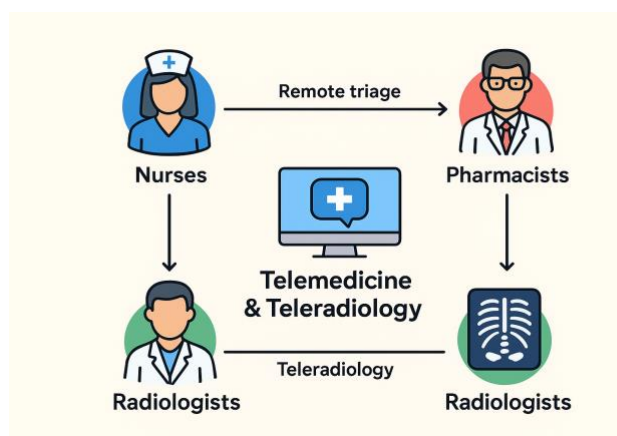 Remote triage
Nurses
Pharmacists
Telemedicine
& Teleradiology
Teleradiology
Radiologists
Radiologists